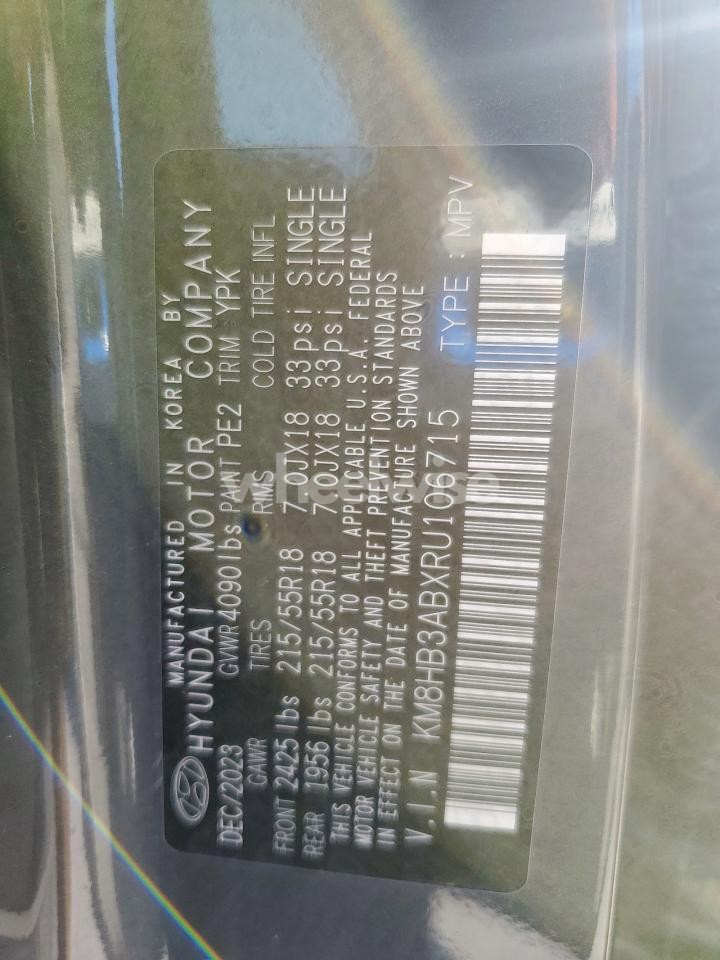 MANUFACTURED IN KOREA BY
HYUNDAI MOTOR COMPANY
DEC/2023 GVWR 4090 lbs PAINT PE2 TRIM YPK
GAWR TIRES RIMS COLD TIRE INFL
FRONT 2425 lbs 215/55R18 7.0JX18 33psi SINGLE
REAR 1956 lbs 215/55R18 7.0JX18 33psi SINGLE
THIS VEHICLE CONFORMS TO ALL APPLICABLE U.S.A. FEDERAL
MOTOR VEHICLE SAFETY AND THEFT PREVENTION STANDARDS
IN EFFECT ON THE DATE OF MANUFACTURE SHOWN ABOVE
V.I.N KM8HB3ABXRU106715 TYPE : MPV
wheelwise